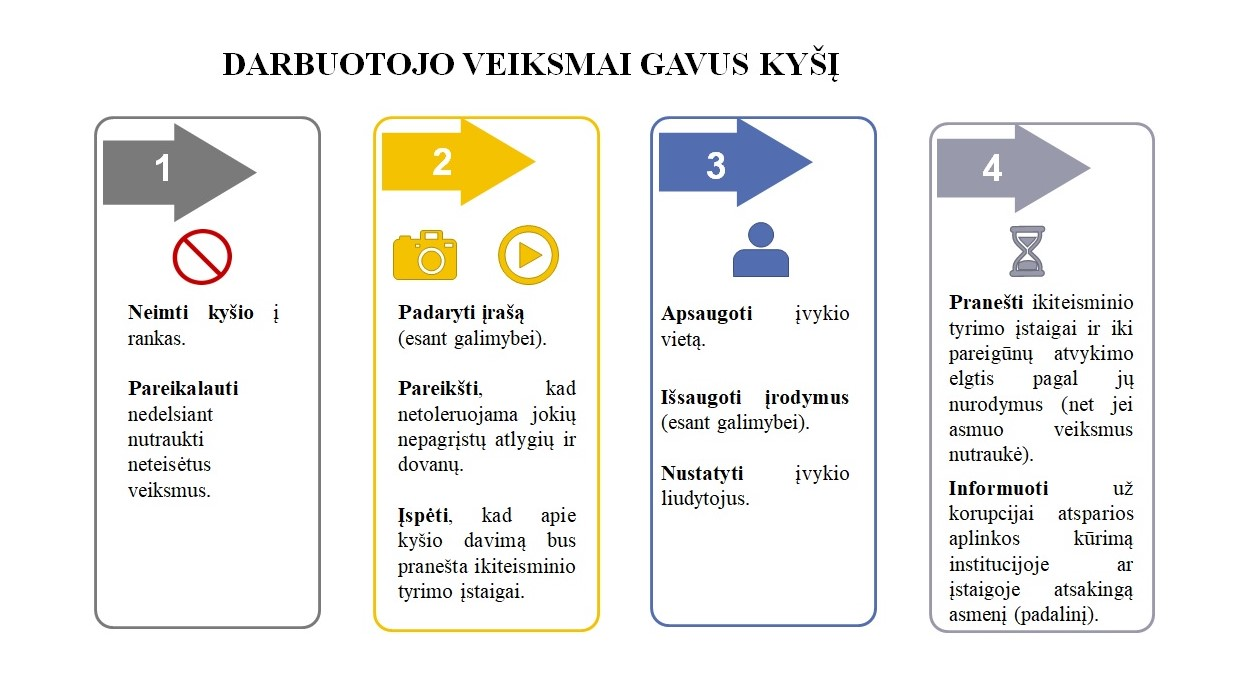 DARBUOTOJO VEIKSMAI GAVUS KYŠĮ
1
Neimti kyšio į
rankas.
Pareikalauti
nedelsiant
nutraukti
neteisėtus
veiksmus.
2
Padaryti įrašą
(esant galimybei).
Pareikšti, kad
netoleruojama jokių
nepagrįstų atlygių ir
dovanų.
Įspėti, kad apie
kyšio davimą bus
pranešta ikiteisminio
tyrimo įstaigai.
3
Apsaugoti įvykio
vietą.
Išsaugoti įrodymus
(esant galimybei).
Nustatyti įvykio
liudytojus.
4
Pranešti ikiteisminio
tyrimo įstaigai ir iki
pareigūnų atvykimo
elgtis pagal jų
nurodymus (net jei
asmuo veiksmus
nutraukė).
Informuoti už
korupcijai atsparios
aplinkos kūrimą
institucijoje ar
įstaigoje atsakingą
asmenį (padalinį).